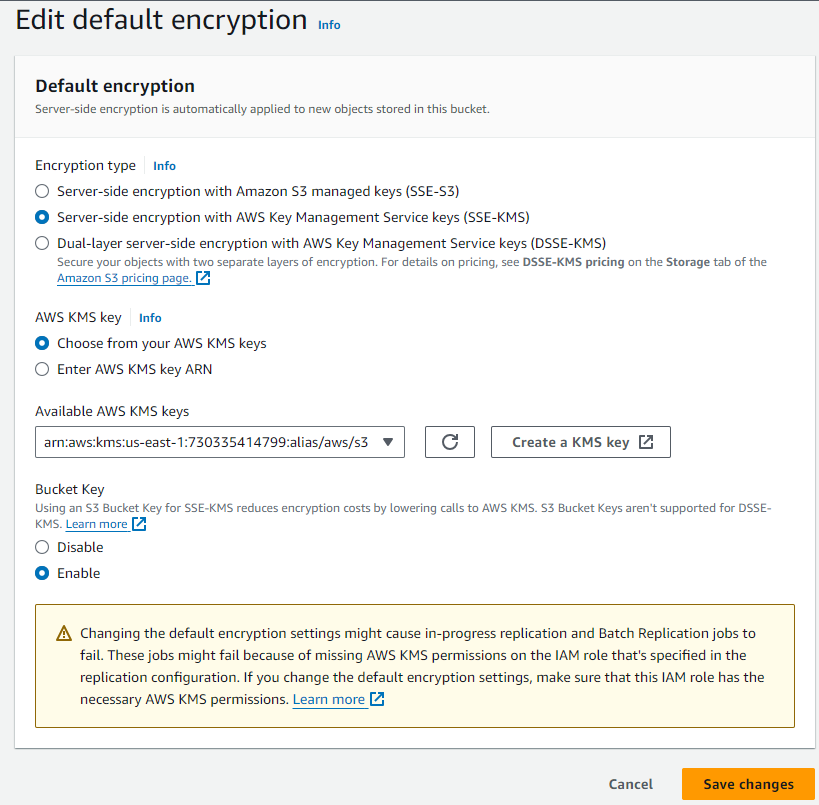 Edit default encryption Info
Default encryption
Server-side encryption is automatically applied to new objects stored in this bucket.
Encryption type Info
Server-side encryption with Amazon S3 managed keys (SSE-S3)
Server-side encryption with AWS Key Management Service keys (SSE-KMS)
Dual-layer server-side encryption with AWS Key Management Service keys (DSSE-KMS)
Secure your objects with two separate layers of encryption. For details on pricing, see DSSE-KMS pricing on the Storage tab of the
Amazon S3 pricing page.
AWS KMS key Info
Choose from your AWS KMS keys
Enter AWS KMS key ARN
Available AWS KMS keys
arn:aws:kms:us-east-1:730335414799:alias/aws/s3
Create a KMS key
Bucket Key
Using an S3 Bucket Key for SSE-KMS reduces encryption costs by lowering calls to AWS KMS. S3 Bucket Keys aren't supported for DSSE-
KMS. Learn more
Disable
Enable
Changing the default encryption settings might cause in-progress replication and Batch Replication jobs to
fail. These jobs might fail because of missing AWS KMS permissions on the IAM role that's specified in the
replication configuration. If you change the default encryption settings, make sure that this IAM role has the
necessary AWS KMS permissions. Learn more
Cancel Save changes